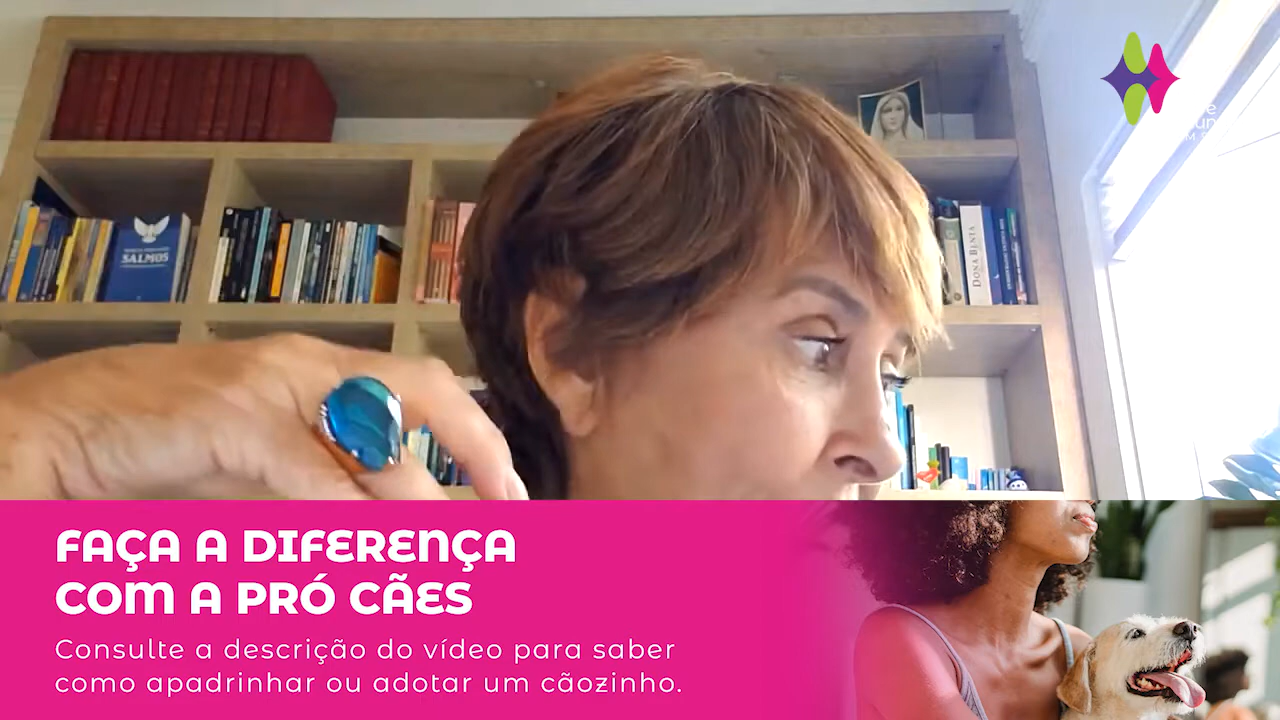 SALMOS
DONA BENTA
FAÇA A DIFERENÇA
COM A PRÓ CÃES
Consulte a descrição do vídeo para saber
como apadrinhar ou adotar um cãozinho.